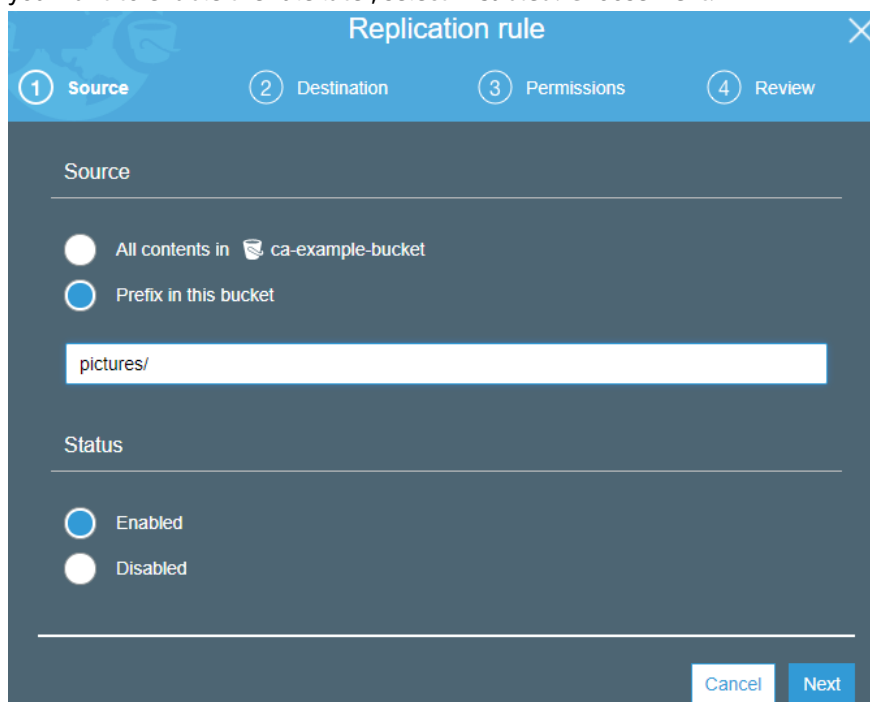 Replication rule
1 Source 2 Destination 3 Permissions 4 Review
Source
All contents in ca-example-bucket
Prefix in this bucket
pictures/
Status
Enabled
Disabled
Cancel Next